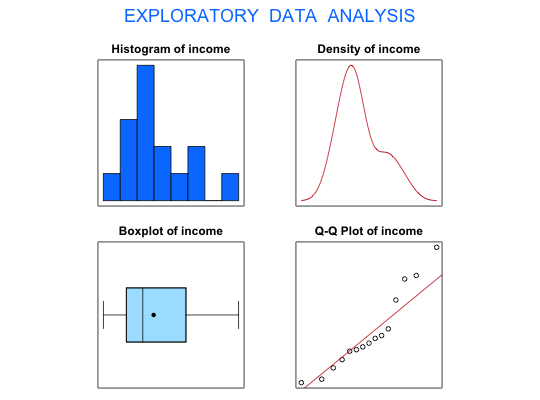 EXPLORATORY DATA ANALYSIS
Histogram of income
Density of income
Boxplot of income
Q-Q Plot of income